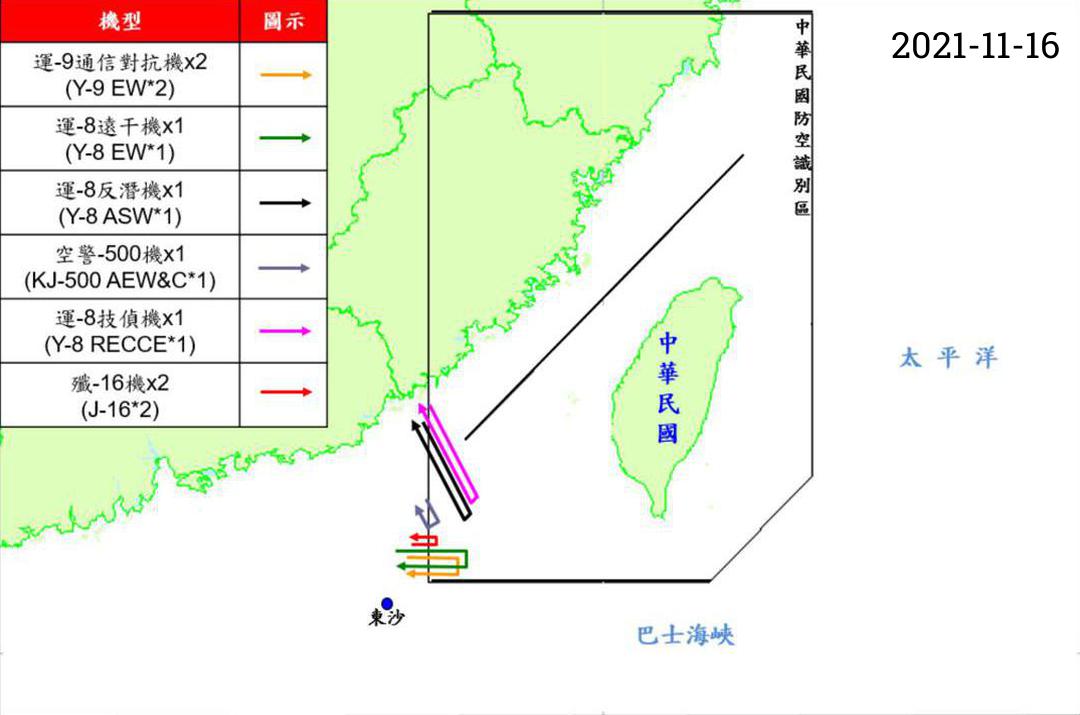 機型 圖示
運-9通信對抗機x2
(Y-9 EW*2)
運-8遠干機x1
(Y-8 EW*1)
運-8反潛機x1
(Y-8 ASW*1)
空警-500機x1
(KJ-500 AEW&C*1)
運-8技偵機x1
(Y-8 RECCE*1)
殲-16機x2
(J-16*2)
2021-11-16
中華民國防空識別區
中華民國
太平洋
東沙
巴士海峽